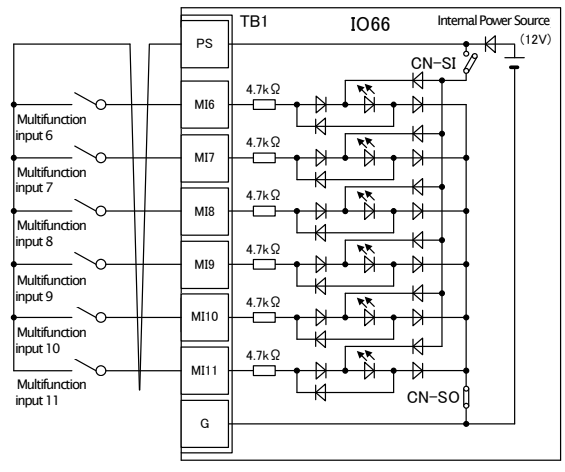 TB1
IO66
Internal Power Source
(12V)
PS
CN-SI
MI6
4.7kΩ
Multifunction
input 6
MI7
4.7kΩ
Multifunction
input 7
MI8
4.7kΩ
Multifunction
input 8
MI9
4.7kΩ
Multifunction
input 9
MI10
4.7kΩ
Multifunction
input 10
MI11
4.7kΩ
Multifunction
input 11
CN-SO
G